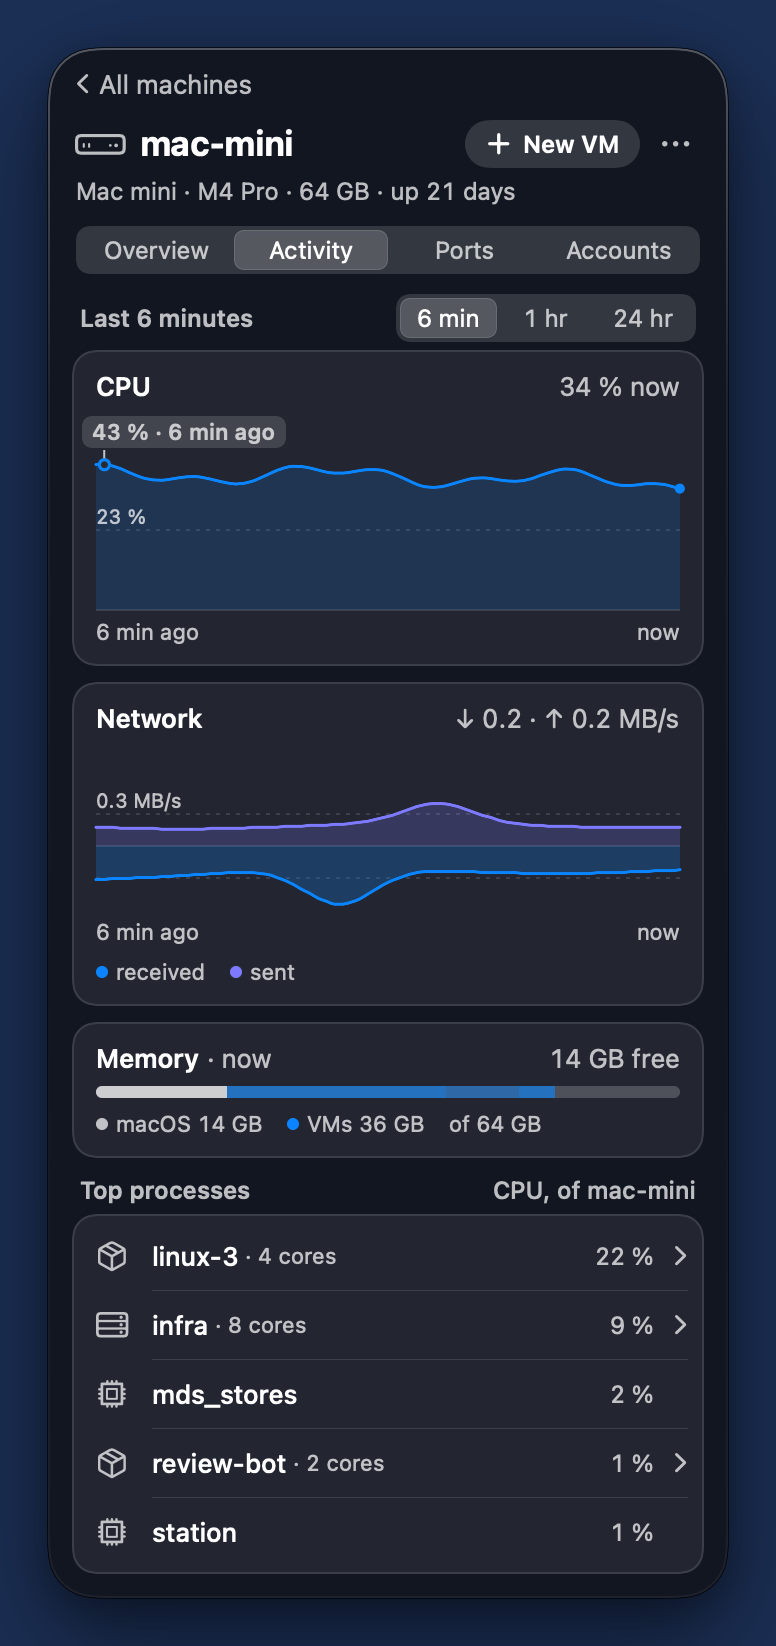 All machines
mac-mini
+ New VM
···
Mac mini · M4 Pro · 64 GB · up 21 days
Overview Activity Ports Accounts
Last 6 minutes 6 min 1 hr 24 hr
CPU 34 % now
43 % · 6 min ago
23 %
6 min ago now
Network ↓ 0.2 · ↑ 0.2 MB/s
0.3 MB/s
6 min ago now
received sent
Memory · now 14 GB free
macOS 14 GB VMs 36 GB of 64 GB
Top processes CPU, of mac-mini
linux-3 · 4 cores 22 %
infra · 8 cores 9 %
mds_stores 2 %
review-bot · 2 cores 1 %
station 1 %